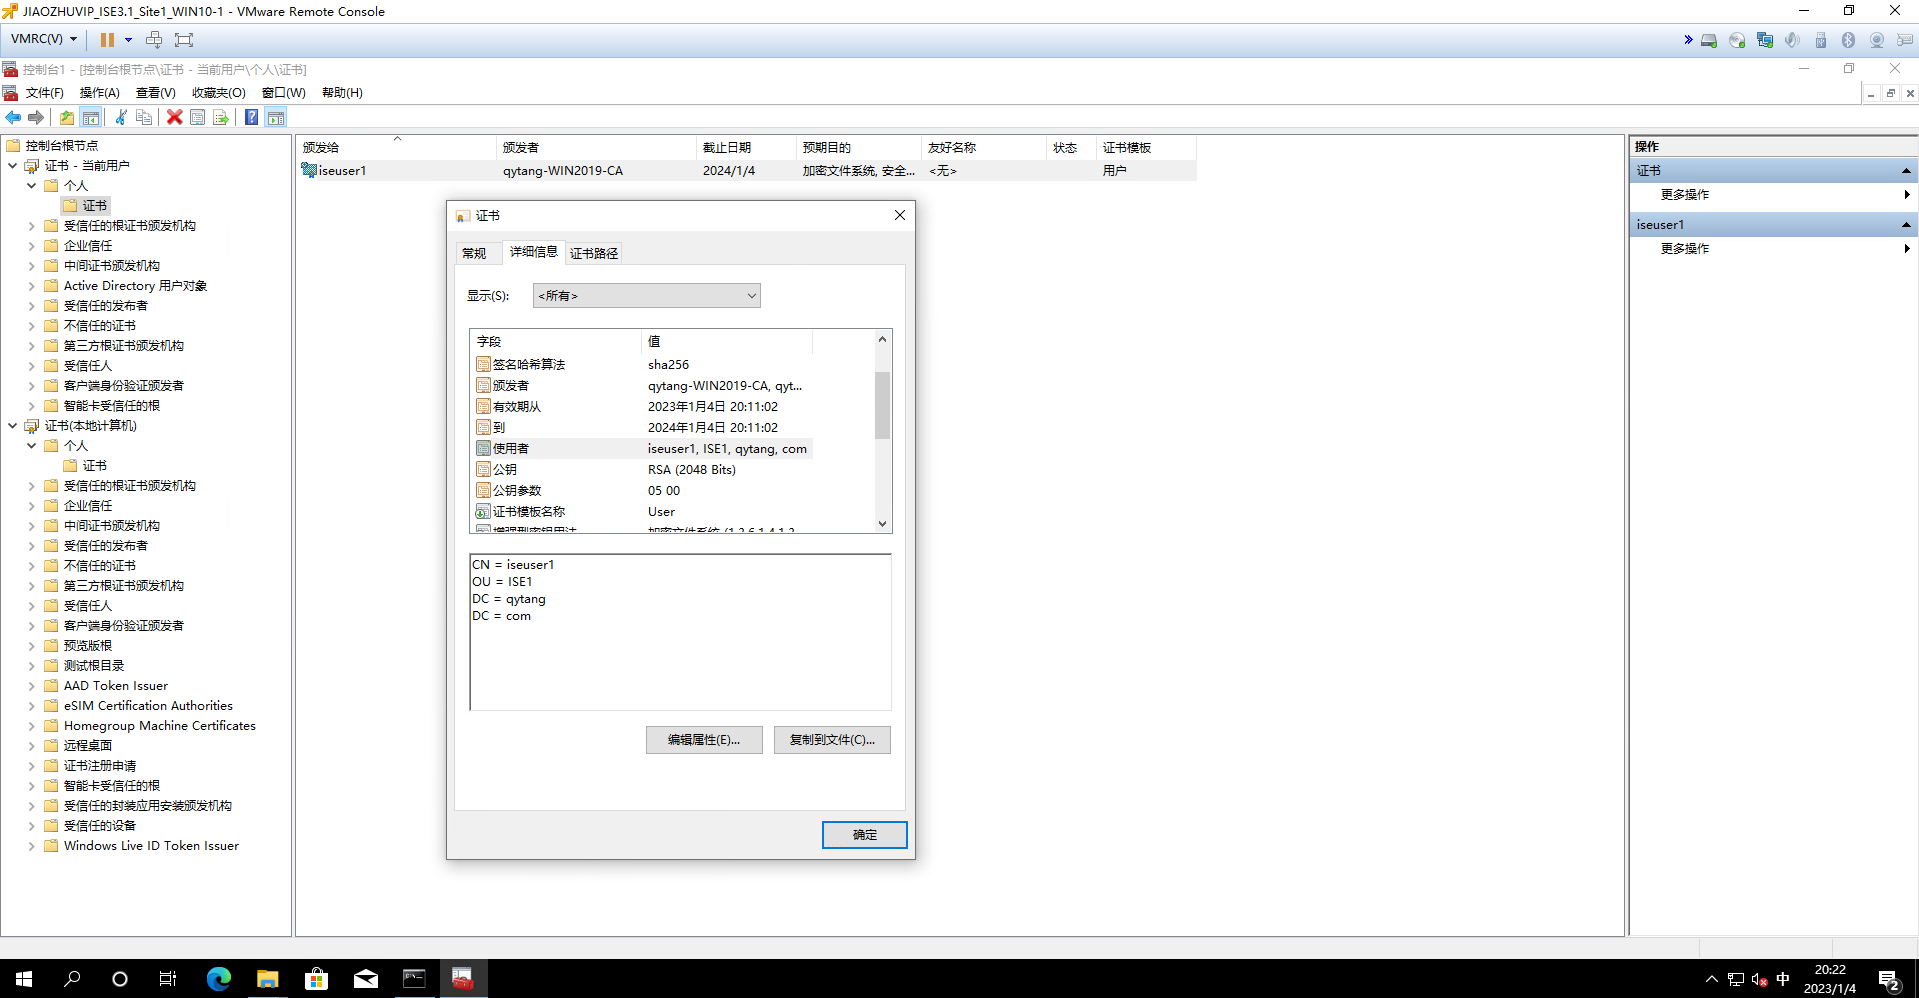 JIAOZHUVIP_ISE3.1_Site1_WIN10-1 - VMware Remote Console
VMRC(V)
控制台1 - [控制台根节点\证书 - 当前用户\个人\证书]
文件(F) 操作(A) 查看(V) 收藏夹(O) 窗口(W) 帮助(H)
控制台根节点
证书 - 当前用户
个人
证书
受信任的根证书颁发机构
企业信任
中间证书颁发机构
Active Directory 用户对象
受信任的发布者
不信任的证书
第三方根证书颁发机构
受信任人
客户端身份验证颁发者
智能卡受信任的根
证书(本地计算机)
个人
证书
受信任的根证书颁发机构
企业信任
中间证书颁发机构
受信任的发布者
不信任的证书
第三方根证书颁发机构
受信任人
客户端身份验证颁发者
预览版根
测试根目录
AAD Token Issuer
eSIM Certification Authorities
Homegroup Machine Certificates
远程桌面
证书注册申请
智能卡受信任的根
受信任的封装应用安装颁发机构
受信任的设备
Windows Live ID Token Issuer
颁发给 颁发者 截止日期 预期目的 友好名称 状态 证书模板
iseuser1 qytang-WIN2019-CA 2024/1/4 加密文件系统, 安全... <无> 用户
证书
常规 详细信息 证书路径
显示(S): <所有>
字段 值
签名哈希算法 sha256
颁发者 qytang-WIN2019-CA, qyt...
有效期从 2023年1月4日 20:11:02
到 2024年1月4日 20:11:02
使用者 iseuser1, ISE1, qytang, com
公钥 RSA (2048 Bits)
公钥参数 05 00
证书模板名称 User
增强型密钥用法 加密文件系统 (1.3.6.1.4.1.3
CN = iseuser1
OU = ISE1
DC = qytang
DC = com
编辑属性(E)... 复制到文件(C)...
确定
操作
证书
更多操作
iseuser1
更多操作
中
20:22
2023/1/4
2